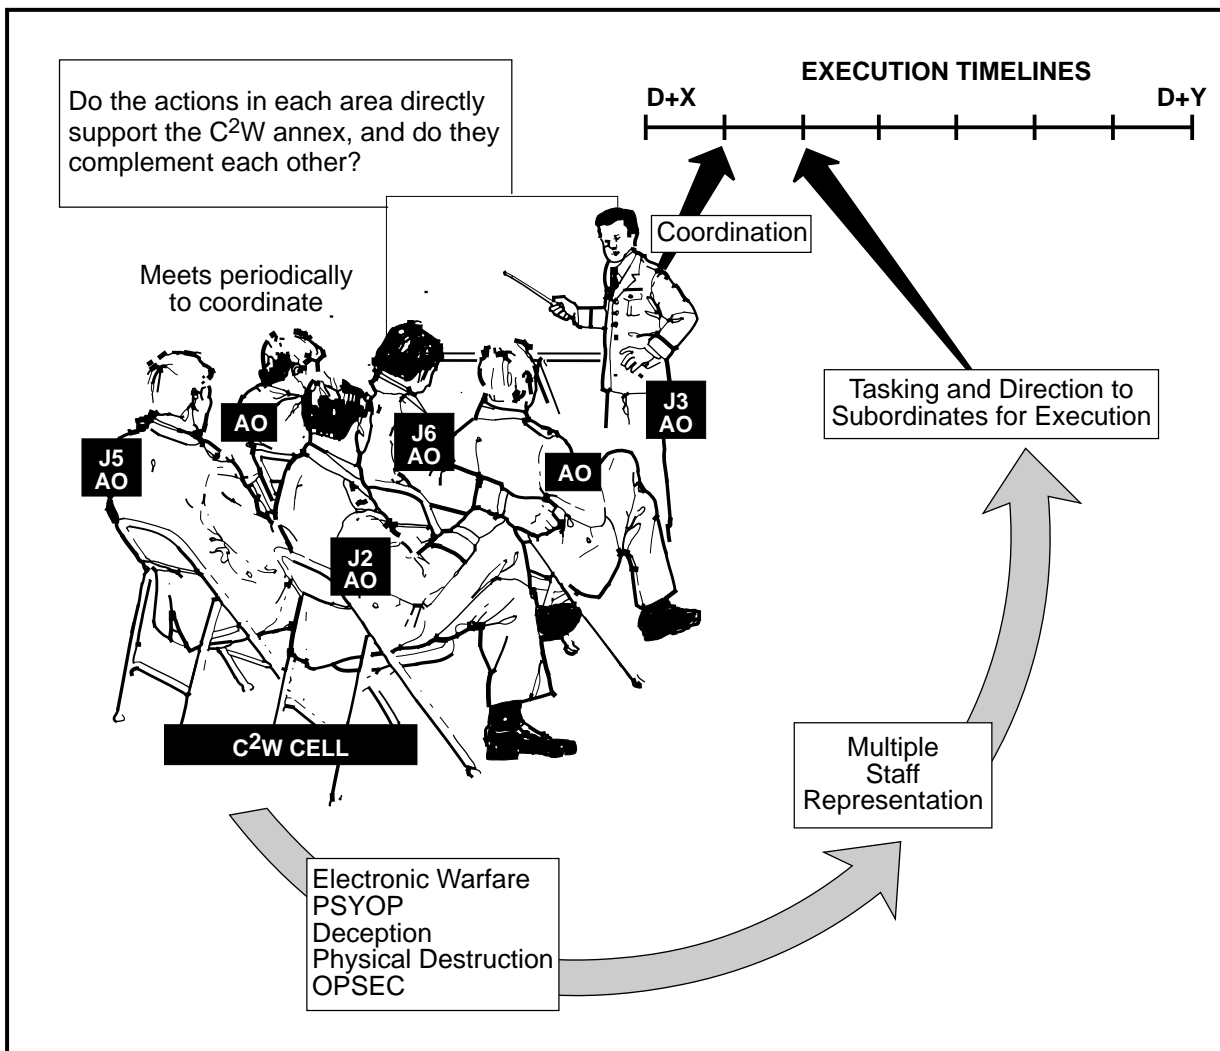 Do the actions in each area directly
support the C²W annex, and do they
complement each other?
EXECUTION TIMELINES
D+X
D+Y
Coordination
Meets periodically
to coordinate
Tasking and Direction to
Subordinates for Execution
J3
AO
AO
J6
AO
J5
AO
AO
J2
AO
C²W CELL
Multiple
Staff
Representation
Electronic Warfare
PSYOP
Deception
Physical Destruction
OPSEC